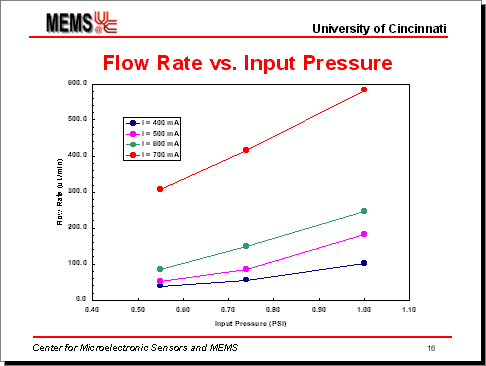 MEMS UC @
University of Cincinnati
Flow Rate vs. Input Pressure
600.0
500.0
400.0
300.0
200.0
100.0
0.0
Flow Rate (uL/min)
I = 400 mA
I = 500 mA
I = 600 mA
I = 700 mA
0.40 0.50 0.60 0.70 0.80 0.90 1.00 1.10
Input Pressure (PSI)
Center for Microelectronic Sensors and MEMS
16